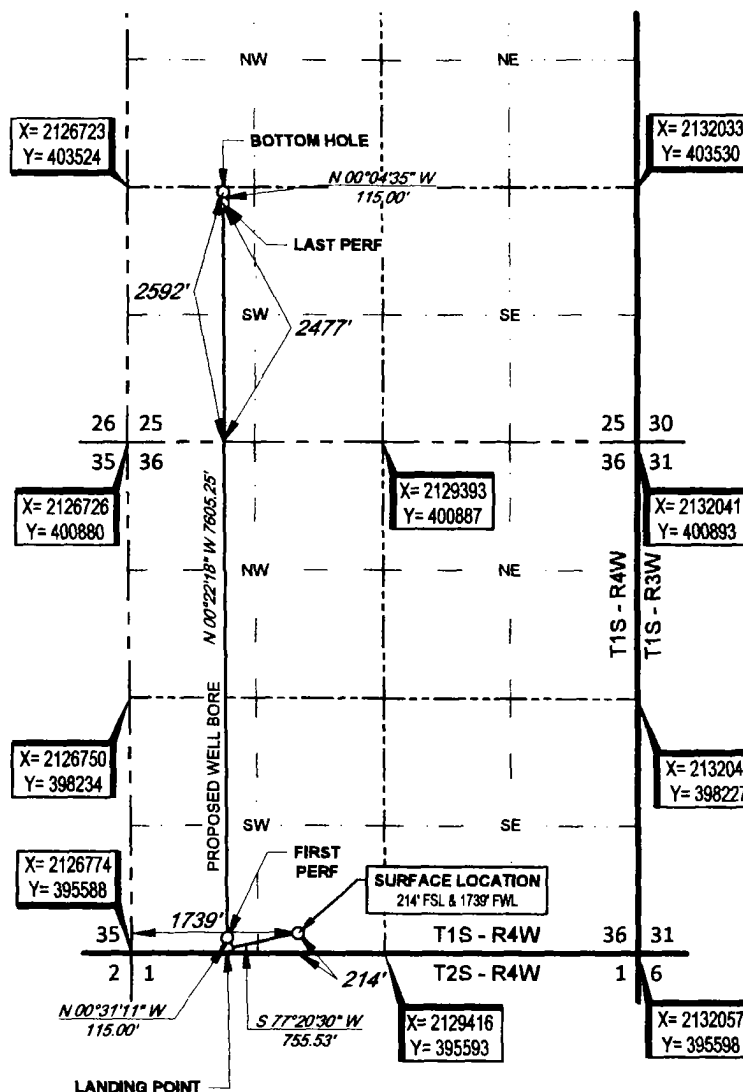 NW
NE
X= 2126723
Y= 403524
X= 2132033
Y= 403530
BOTTOM HOLE
N 00°04'35" W
115.00'
LAST PERF
2592'
SW
2477'
SE
26 25
25 30
35 36
36 31
X= 2126726
Y= 400880
X= 2129393
Y= 400887
X= 2132041
Y= 400893
N 00°22'18" W 7605.25'
NW
NE
T1S - R4W
T1S - R3W
PROPOSED WELL BORE
X= 2126750
Y= 398234
X= 213204
Y= 398227
SW
SE
X= 2126774
Y= 395588
FIRST
PERF
SURFACE LOCATION
214' FSL & 1739' FWL
1739'
35
T1S - R4W
36 31
2 1
T2S - R4W
1 6
214'
N 00°31'11" W
115.00'
S 77°20'30" W
755.53'
X= 2129416
Y= 395593
X= 2132057
Y= 395598
LANDING POINT